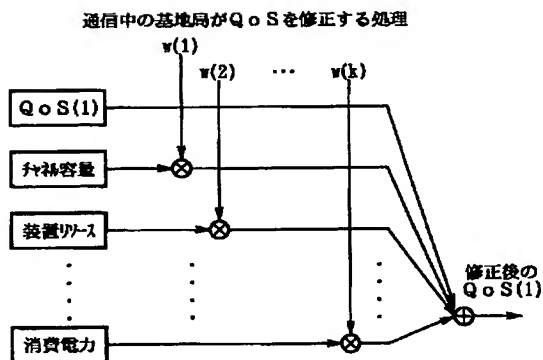 通信中の基地局がQoSを修正する処理
w(1)
w(2) ・・・ w(k)
QoS(1)
チャネル容量
装置リソース
修正後の
QoS(1)
消費電力